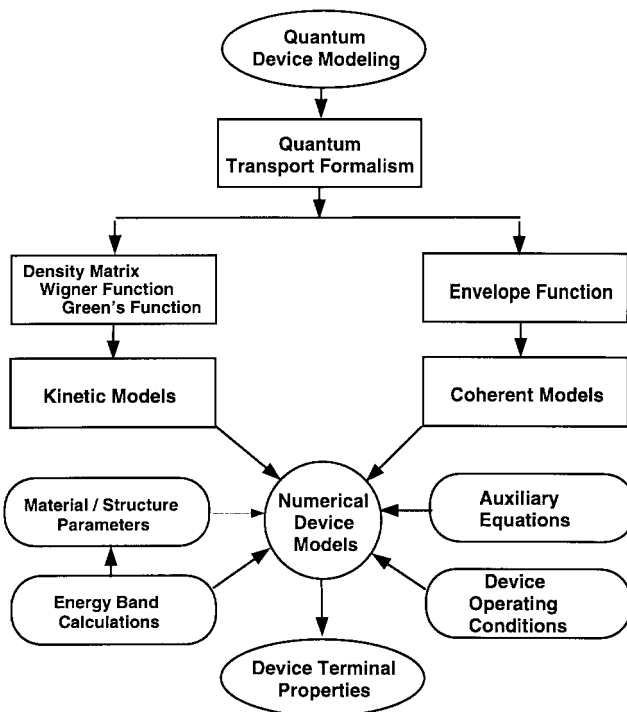 Quantum
Device Modeling
Quantum
Transport Formalism
Density Matrix
Wigner Function
Green's Function
Envelope Function
Kinetic Models
Coherent Models
Material / Structure
Parameters
Numerical
Device
Models
Auxiliary
Equations
Energy Band
Calculations
Device
Operating
Conditions
Device Terminal
Properties